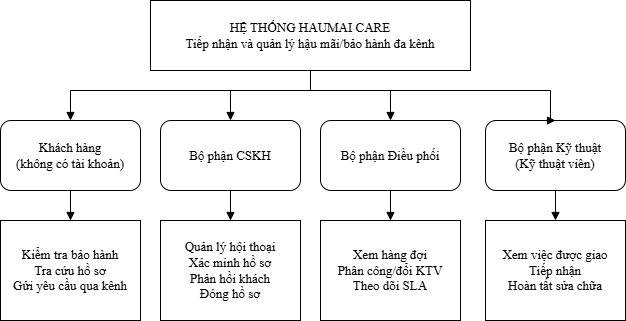 HỆ THỐNG HAUMAI CARE
Tiếp nhận và quản lý hậu mãi/bảo hành đa kênh
Khách hàng
(không có tài khoản)
Bộ phận CSKH
Bộ phận Điều phối
Bộ phận Kỹ thuật
(Kỹ thuật viên)
Kiểm tra bảo hành
Tra cứu hồ sơ
Gửi yêu cầu qua kênh
Quản lý hội thoại
Xác minh hồ sơ
Phản hồi khách
Đóng hồ sơ
Xem hàng đợi
Phân công/đổi KTV
Theo dõi SLA
Xem việc được giao
Tiếp nhận
Hoàn tất sửa chữa